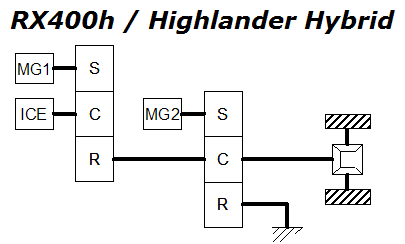 RX400h / Highlander Hybrid
MG1
S
ICE
C
R
MG2
S
C
R